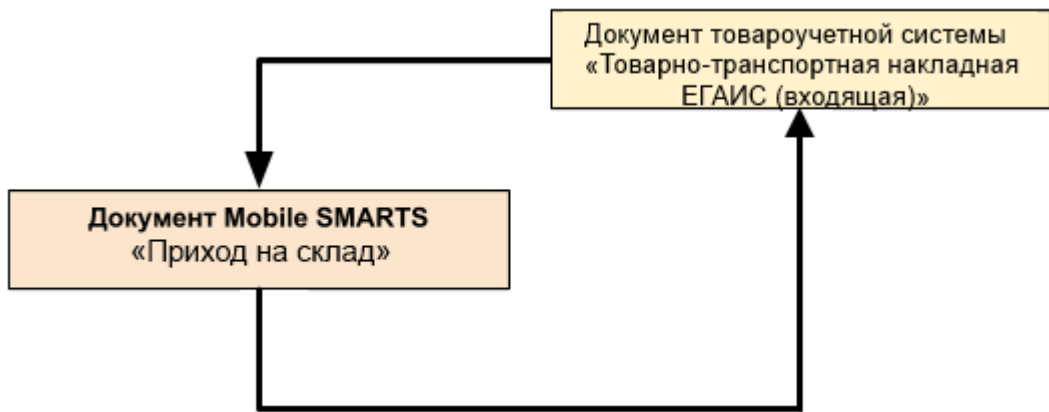 Документ товароучетной системы
«Товарно-транспортная накладная
ЕГАИС (входящая)»
Документ Mobile SMARTS
«Приход на склад»